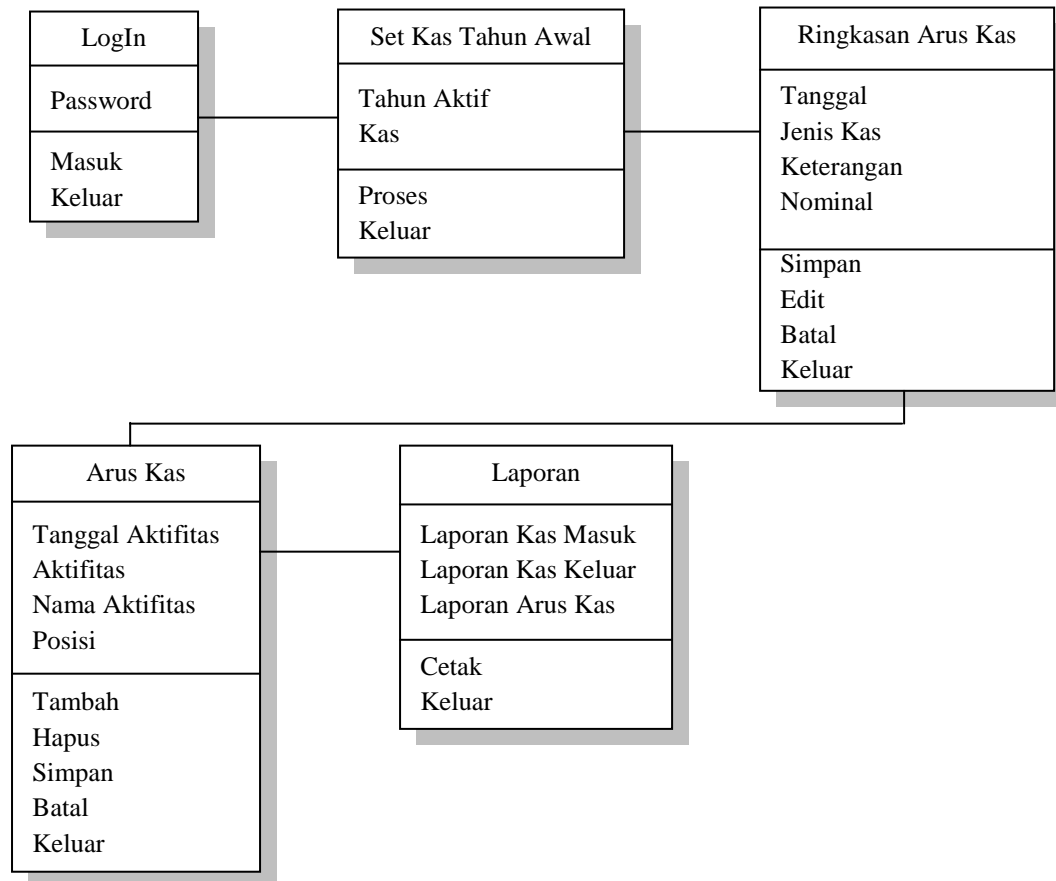 LogIn
Password
Masuk
Keluar
Set Kas Tahun Awal
Tahun Aktif
Kas
Proses
Keluar
Ringkasan Arus Kas
Tanggal
Jenis Kas
Keterangan
Nominal
Simpan
Edit
Batal
Keluar
Arus Kas
Tanggal Aktifitas
Aktifitas
Nama Aktifitas
Posisi
Tambah
Hapus
Simpan
Batal
Keluar
Laporan
Laporan Kas Masuk
Laporan Kas Keluar
Laporan Arus Kas
Cetak
Keluar